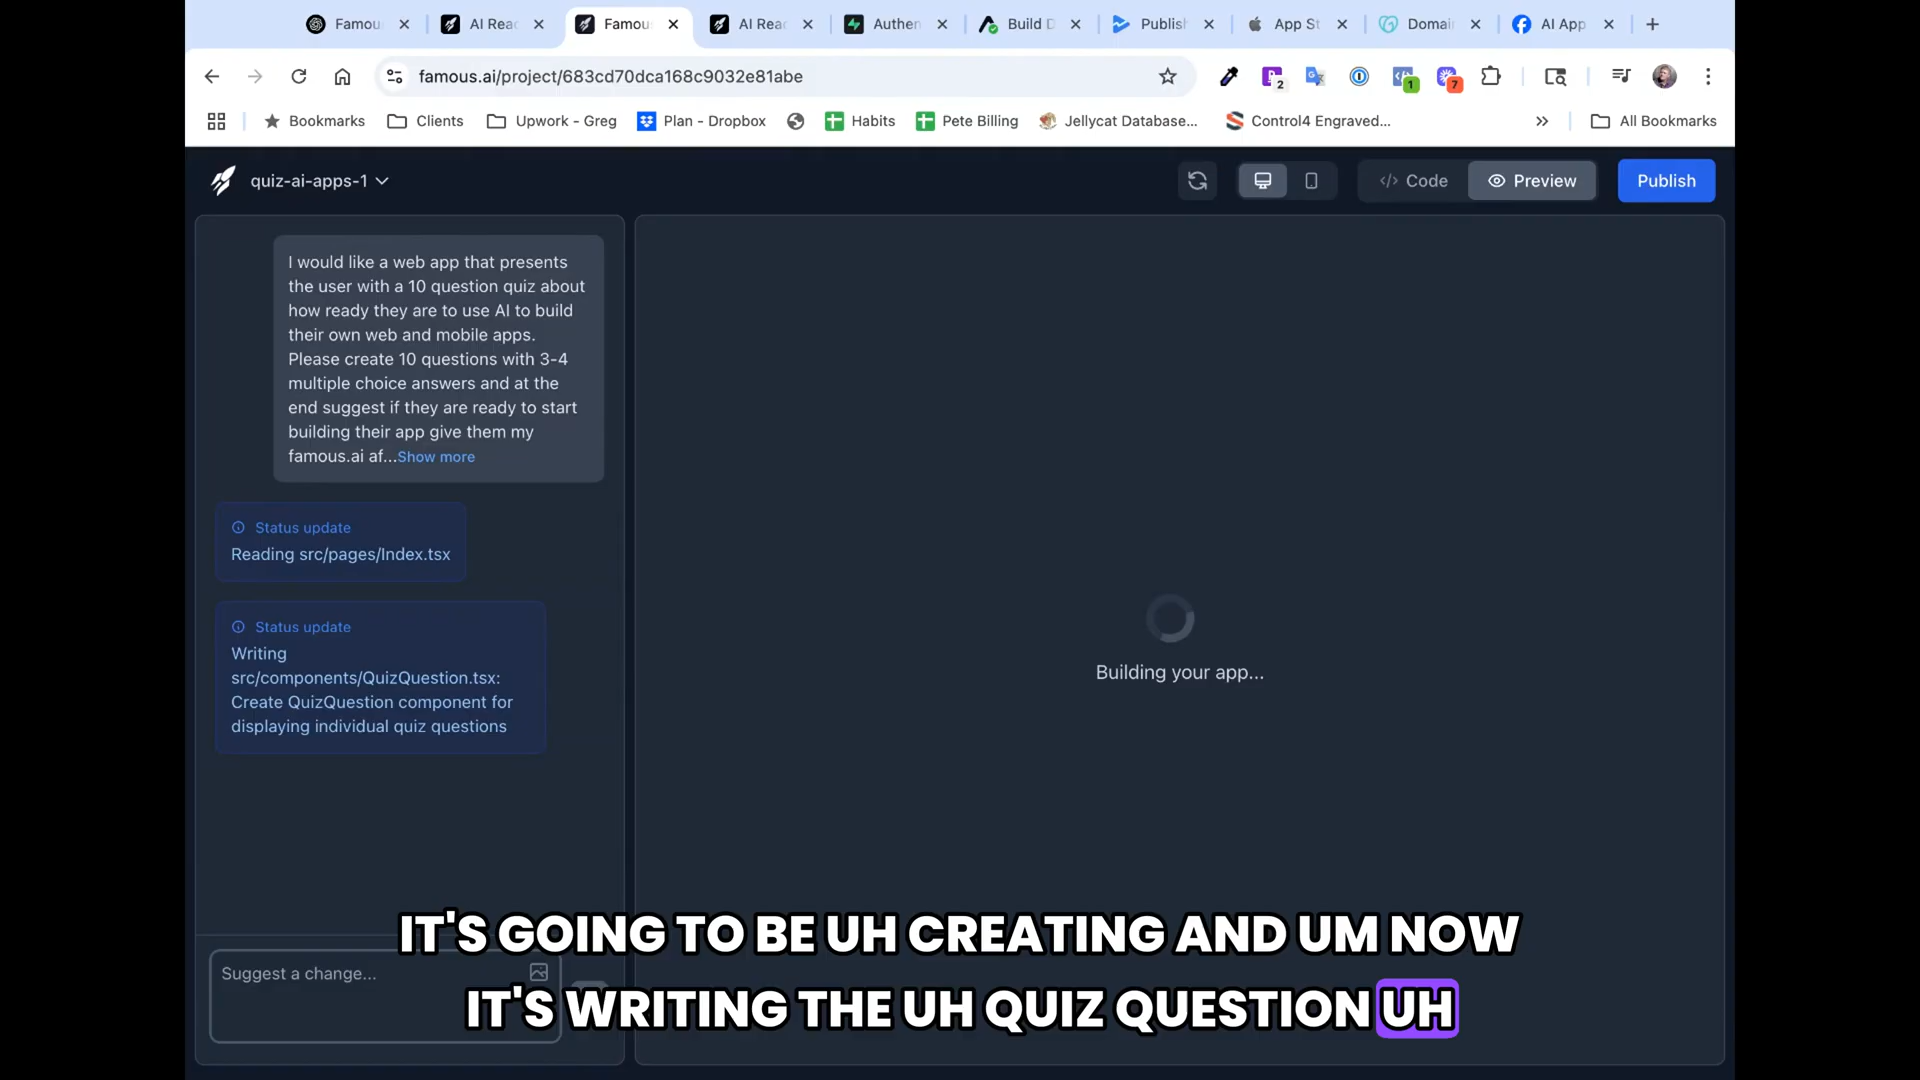 Famou
AI Rea
Famou
AI Rea
Authen
Build D
Publish
App St
Domai
AI App
famous.ai/project/683cd70dca168c9032e81abe
2
1
7
Bookmarks
Clients
Upwork - Greg
Plan - Dropbox
Habits
Pete Billing
Jellycat Database...
Control4 Engraved...
All Bookmarks
quiz-ai-apps-1
Code
Preview
Publish
I would like a web app that presents
the user with a 10 question quiz about
how ready they are to use AI to build
their own web and mobile apps.
Please create 10 questions with 3-4
multiple choice answers and at the
end suggest if they are ready to start
building their app give them my
famous.ai af...Show more
Status update
Reading src/pages/Index.tsx
Status update
Writing
src/components/QuizQuestion.tsx:
Create QuizQuestion component for
displaying individual quiz questions
Building your app...
Suggest a change...
IT'S GOING TO BE UH CREATING AND UM NOW
IT'S WRITING THE UH QUIZ QUESTION UH